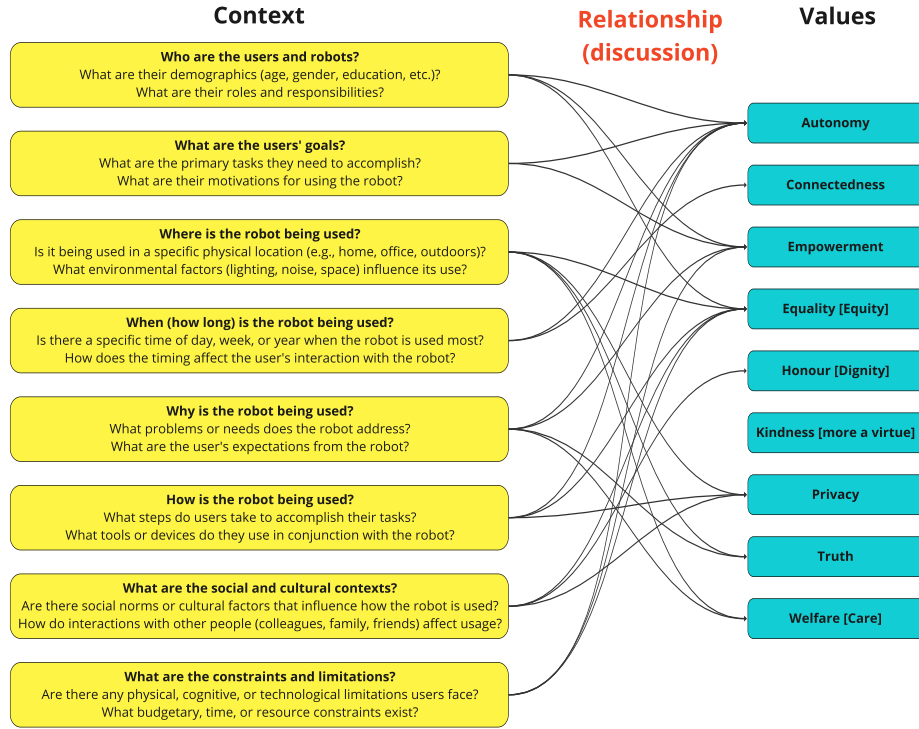 Context
Relationship
(discussion)
Values
Who are the users and robots?
What are their demographics (age, gender, education, etc.)?
What are their roles and responsibilities?
What are the users' goals?
What are the primary tasks they need to accomplish?
What are their motivations for using the robot?
Where is the robot being used?
Is it being used in a specific physical location (e.g., home, office, outdoors)?
What environmental factors (lighting, noise, space) influence its use?
When (how long) is the robot being used?
Is there a specific time of day, week, or year when the robot is used most?
How does the timing affect the user's interaction with the robot?
Why is the robot being used?
What problems or needs does the robot address?
What are the user's expectations from the robot?
How is the robot being used?
What steps do users take to accomplish their tasks?
What tools or devices do they use in conjunction with the robot?
What are the social and cultural contexts?
Are there social norms or cultural factors that influence how the robot is used?
How do interactions with other people (colleagues, family, friends) affect usage?
What are the constraints and limitations?
Are there any physical, cognitive, or technological limitations users face?
What budgetary, time, or resource constraints exist?
Autonomy
Connectedness
Empowerment
Equality [Equity]
Honour [Dignity]
Kindness [more a virtue]
Privacy
Truth
Welfare [Care]